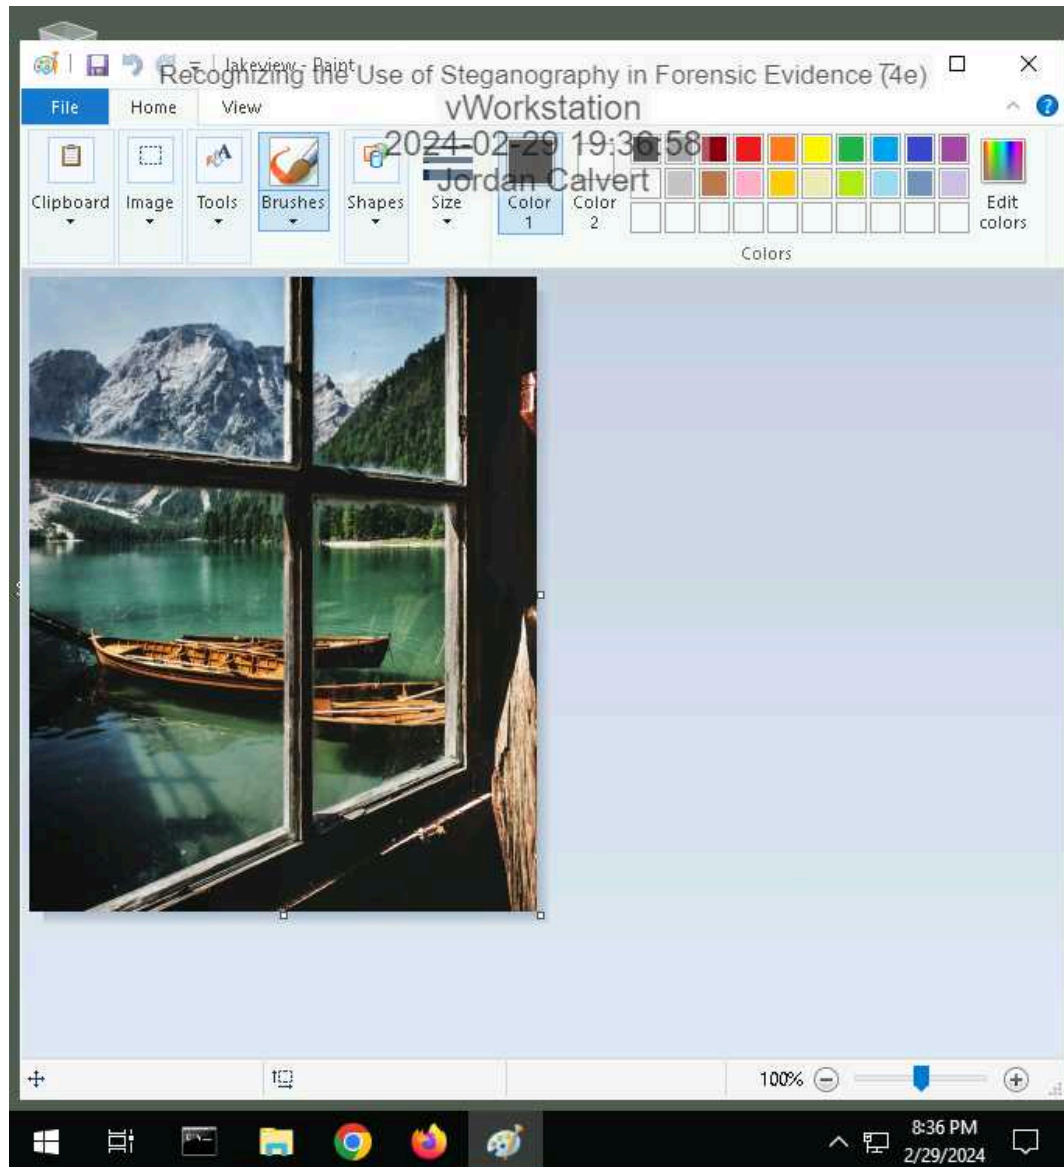 lakeview - Paint
Recognizing the Use of Steganography in Forensic Evidence (4e)
File Home View
vWorkstation
2024-02-29 19:36:58
Jordan Calvert
Clipboard Image Tools Brushes Shapes Size Color 1 Color 2 Edit colors
Colors
100%
8:36 PM
2/29/2024